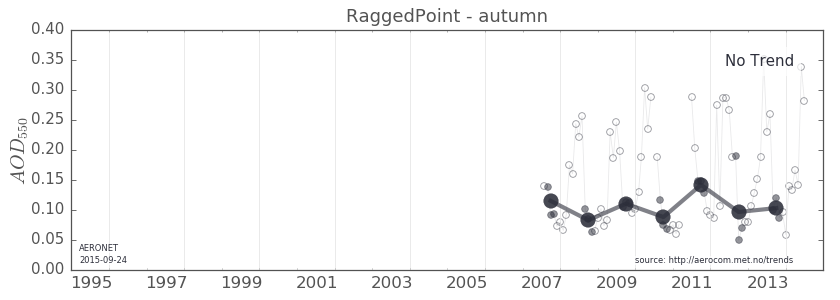 RaggedPoint - autumn
0.40
0.35
0.30
0.25
0.20
0.15
0.10
0.05
0.00
AOD550
No Trend
AERONET
2015-09-24
source: http://aerocom.met.no/trends
1995 1997 1999 2001 2003 2005 2007 2009 2011 2013